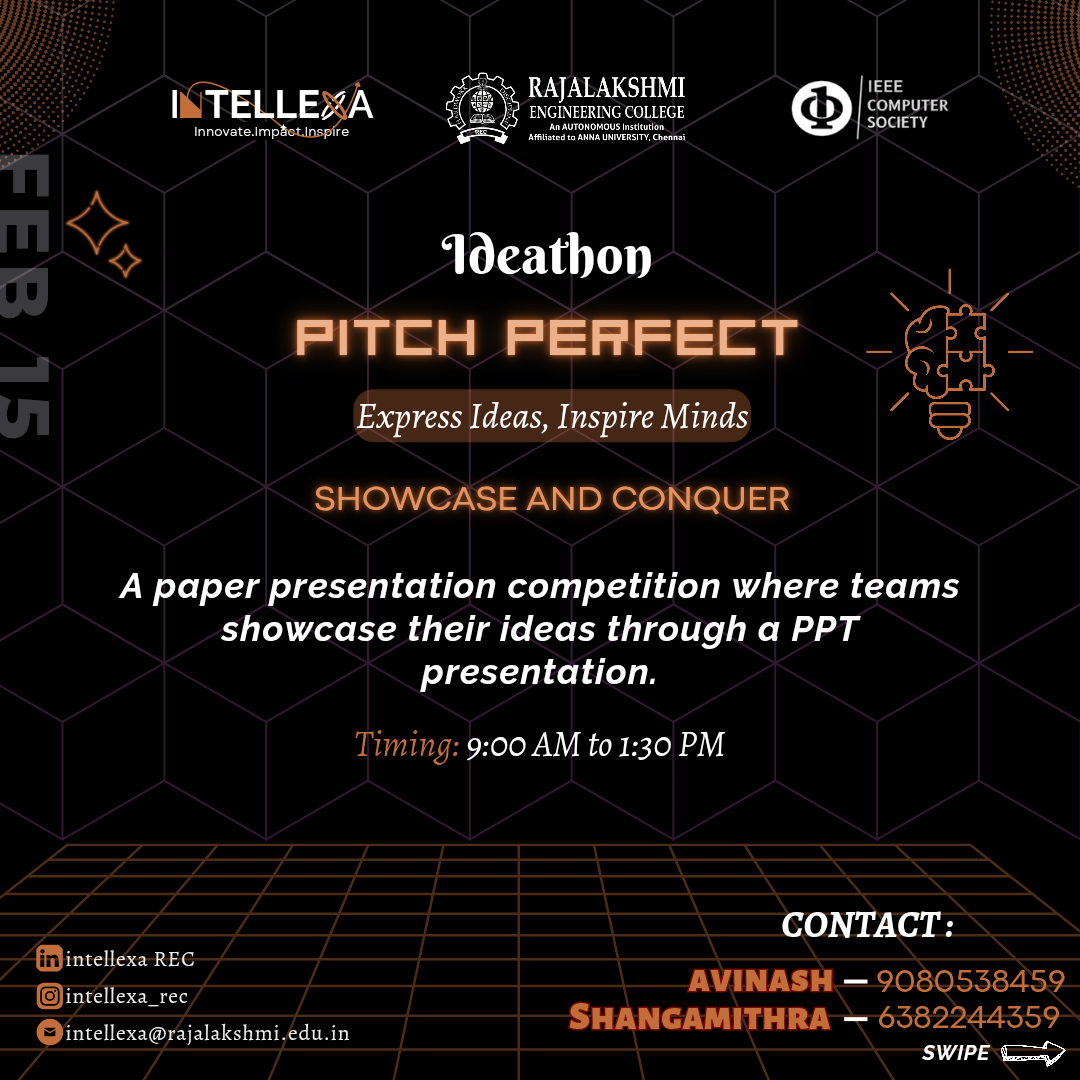 INTELLEXA
Innovate.Impact.Inspire
RAJALAKSHMI
ENGINEERING COLLEGE
An AUTONOMOUS Institution
Affiliated to ANNA UNIVERSITY, Chennai
REC
IEEE
COMPUTER
SOCIETY
FEB 15
Ideathon
PITCH PERFECT
Express Ideas, Inspire Minds
SHOWCASE AND CONQUER
A paper presentation competition where teams
showcase their ideas through a PPT
presentation.
Timing: 9:00 AM to 1:30 PM
CONTACT :
AVINASH — 9080538459
SHANGAMITHRA — 6382244359
SWIPE
in intellexa REC
intellexa_rec
intellexa@rajalakshmi.edu.in